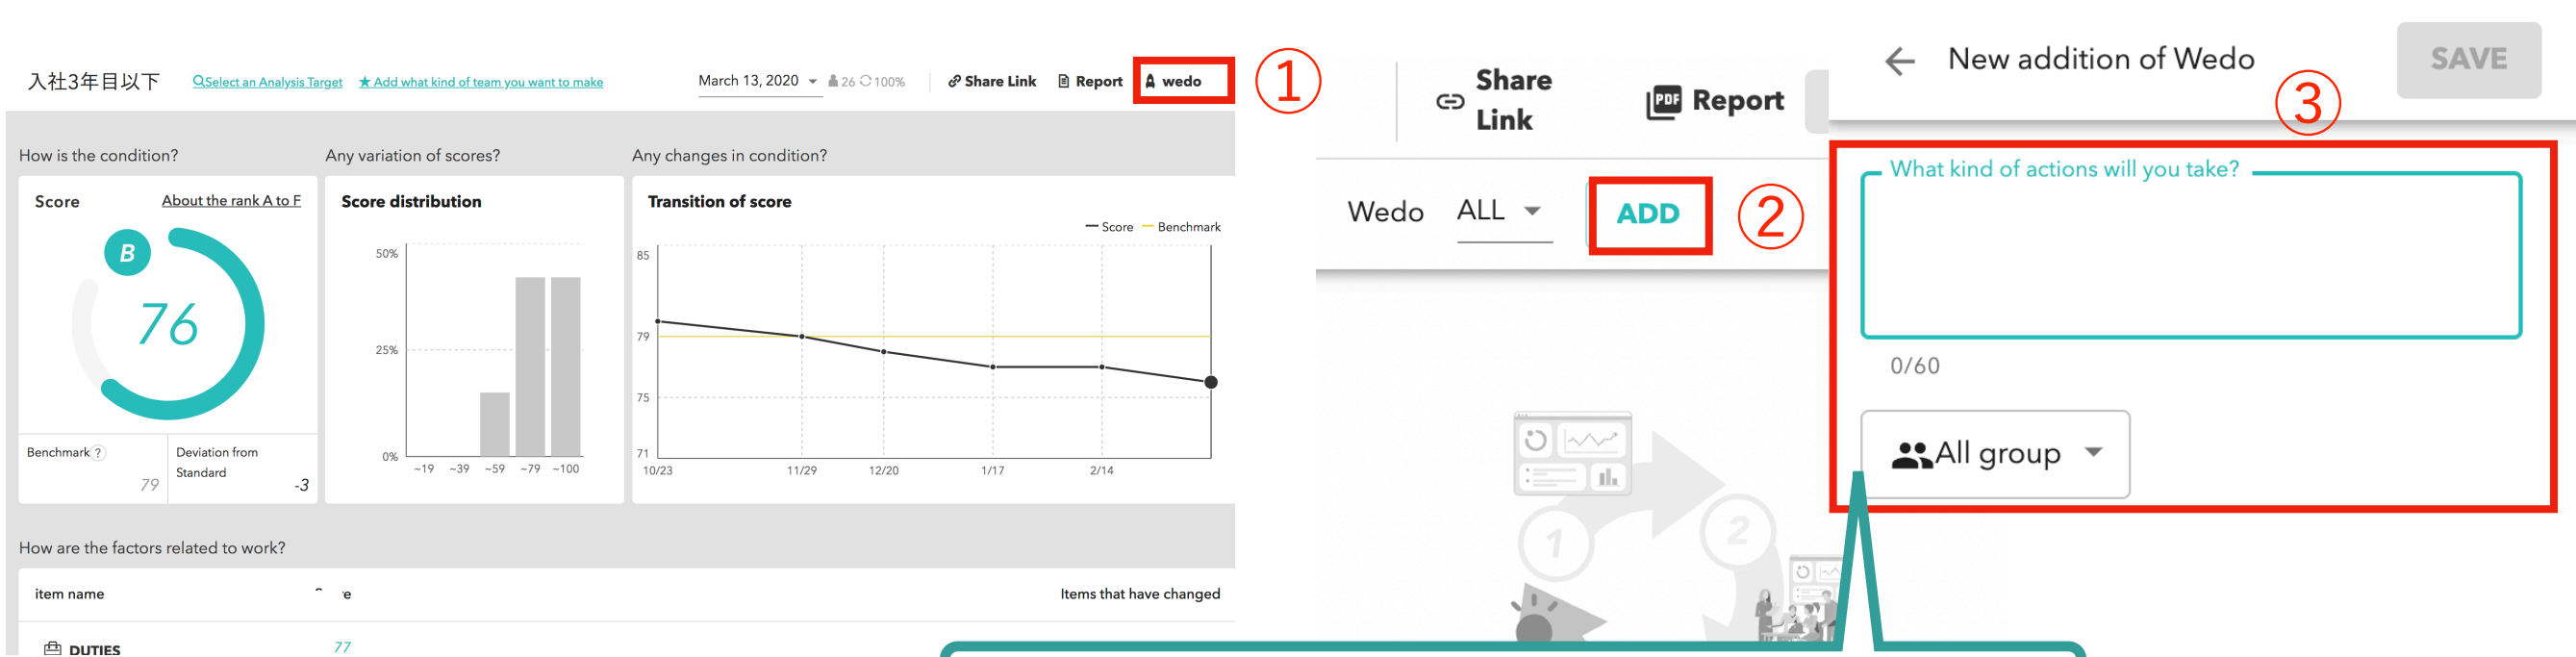 入社3年目以下
Select an Analysis Target
Add what kind of team you want to make
March 13, 2020
26
100%
Share Link
Report
wedo
①
How is the condition?
Any variation of scores?
Any changes in condition?
Score
About the rank A to F
B
76
Benchmark ?
79
Deviation from
Standard
-3
Score distribution
50%
25%
0%
~19 ~39 ~59 ~79 ~100
Transition of score
Score Benchmark
85
79
75
71
10/23 11/29 12/20 1/17 2/14
How are the factors related to work?
item name
Items that have changed
DUTIES
77
Share
Link
PDF
Report
Wedo ALL ADD
②
1
2
New addition of Wedo
SAVE
③
What kind of actions will you take?
0/60
All group